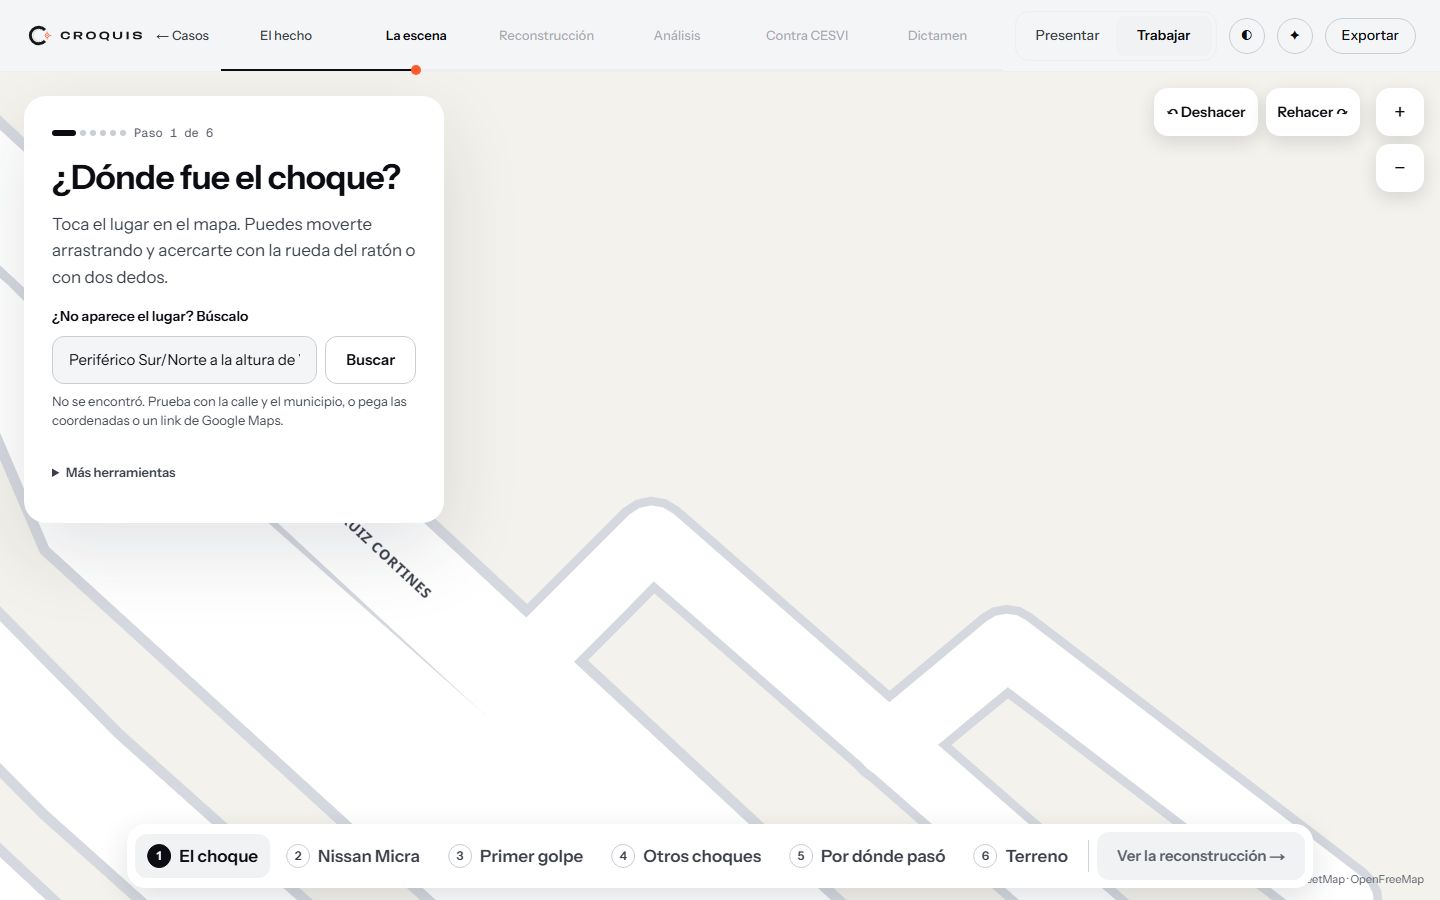 CROQUIS
← Casos
El hecho
La escena
Reconstrucción
Análisis
Contra CESVI
Dictamen
Presentar
Trabajar
Exportar
Deshacer
Rehacer
+
−
Paso 1 de 6
¿Dónde fue el choque?
Toca el lugar en el mapa. Puedes moverte
arrastrando y acercarte con la rueda del ratón o
con dos dedos.
¿No aparece el lugar? Búscalo
Periférico Sur/Norte a la altura de
Buscar
No se encontró. Prueba con la calle y el municipio, o pega las
coordenadas o un link de Google Maps.
Más herramientas
CORTINES
1 El choque
2 Nissan Micra
3 Primer golpe
4 Otros choques
5 Por dónde pasó
6 Terreno
Ver la reconstrucción →
· OpenFreeMap